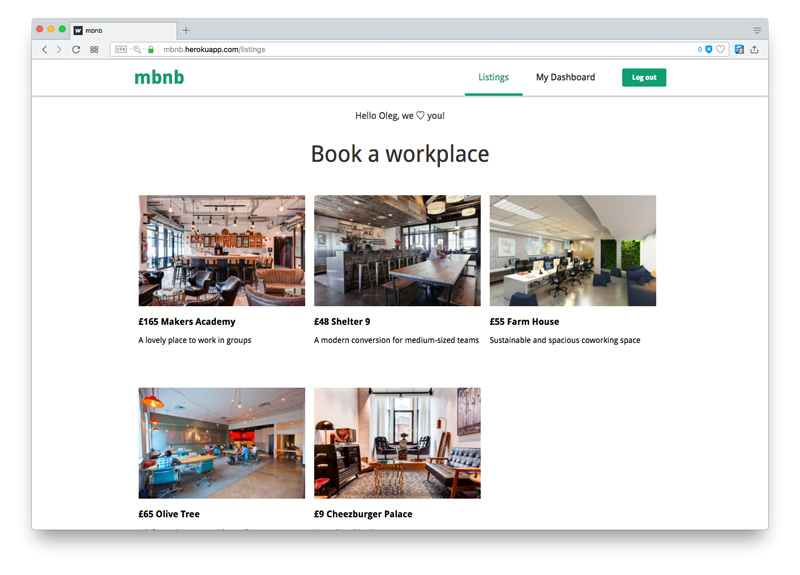 mbnb
VPN mbnb.herokuapp.com/listings 0
mbnb Listings My Dashboard Log out
Hello Oleg, we ♡ you!
Book a workplace
£165 Makers Academy
A lovely place to work in groups
£48 Shelter 9
A modern conversion for medium-sized teams
£55 Farm House
Sustainable and spacious coworking space
£65 Olive Tree
£9 Cheezburger Palace